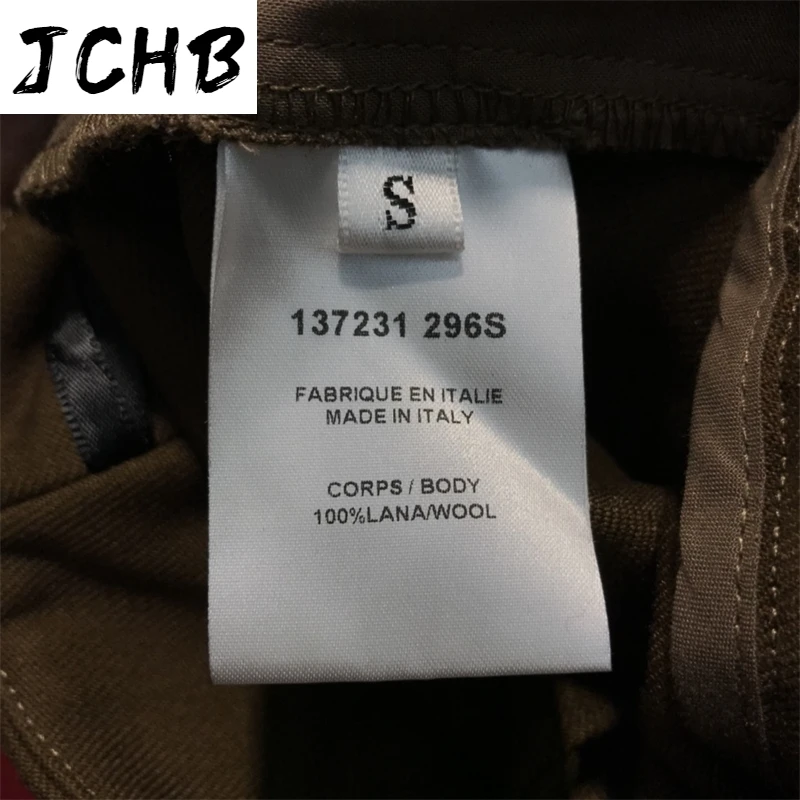 JCHB
S
137231 296S
FABRIQUE EN ITALIE
MADE IN ITALY
CORPS / BODY
100%LANA/WOOL